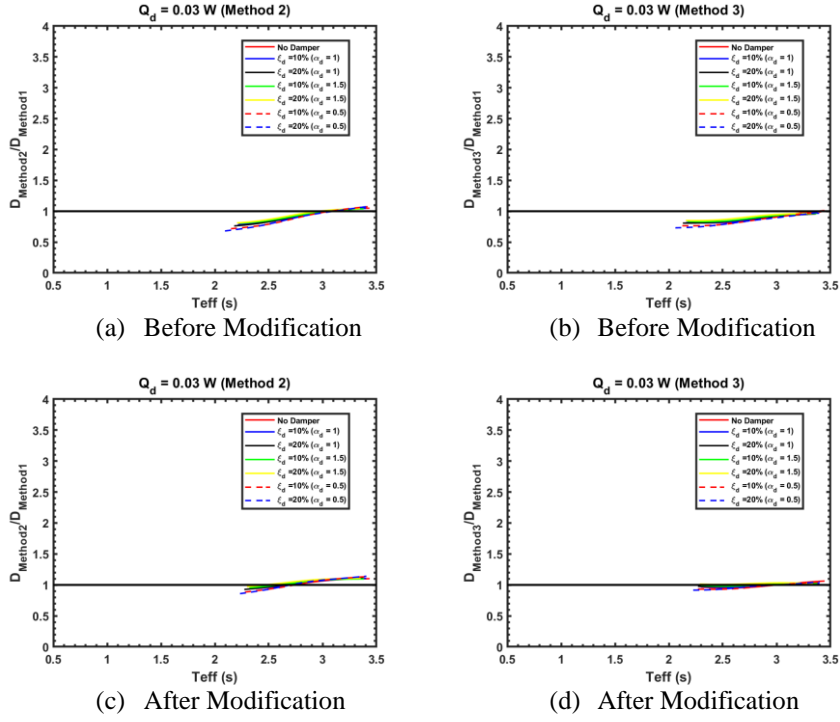 Q_d = 0.03 W (Method 2)
D_Method2/D_Method1
4
3.5
3
2.5
2
1.5
1
0.5
0
No Damper
ξ_d =10% (α_d = 1)
ξ_d =20% (α_d = 1)
ξ_d =10% (α_d = 1.5)
ξ_d =20% (α_d = 1.5)
ξ_d =10% (α_d = 0.5)
ξ_d =20% (α_d = 0.5)
0.5 1 1.5 2 2.5 3 3.5
Teff (s)
(a) Before Modification
Q_d = 0.03 W (Method 3)
D_Method3/D_Method1
4
3.5
3
2.5
2
1.5
1
0.5
0
No Damper
ξ_d =10% (α_d = 1)
ξ_d =20% (α_d = 1)
ξ_d =10% (α_d = 1.5)
ξ_d =20% (α_d = 1.5)
ξ_d =10% (α_d = 0.5)
ξ_d =20% (α_d = 0.5)
0.5 1 1.5 2 2.5 3 3.5
Teff (s)
(b) Before Modification
Q_d = 0.03 W (Method 2)
D_Method2/D_Method1
4
3.5
3
2.5
2
1.5
1
0.5
0
No Damper
ξ_d =10% (α_d = 1)
ξ_d =20% (α_d = 1)
ξ_d =10% (α_d = 1.5)
ξ_d =20% (α_d = 1.5)
ξ_d =10% (α_d = 0.5)
ξ_d =20% (α_d = 0.5)
0.5 1 1.5 2 2.5 3 3.5
Teff (s)
(c) After Modification
Q_d = 0.03 W (Method 3)
D_Method3/D_Method1
4
3.5
3
2.5
2
1.5
1
0.5
0
No Damper
ξ_d =10% (α_d = 1)
ξ_d =20% (α_d = 1)
ξ_d =10% (α_d = 1.5)
ξ_d =20% (α_d = 1.5)
ξ_d =10% (α_d = 0.5)
ξ_d =20% (α_d = 0.5)
0.5 1 1.5 2 2.5 3 3.5
Teff (s)
(d) After Modification